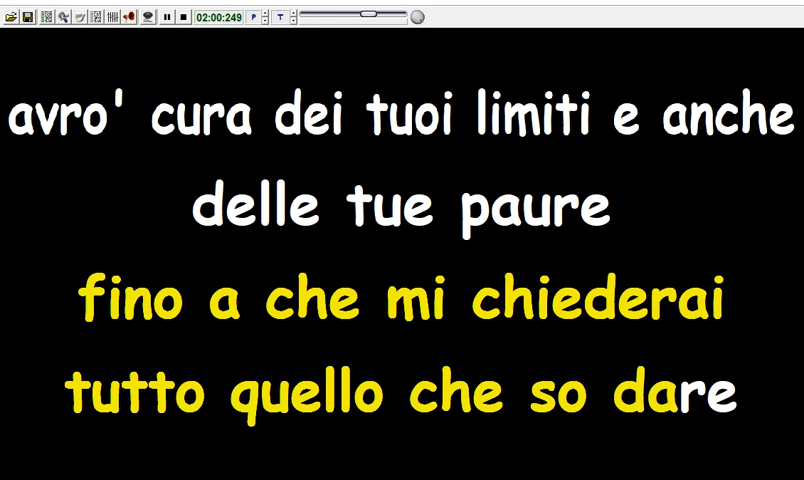 02:00:249 P T
avro' cura dei tuoi limiti e anche
delle tue paure
fino a che mi chiederai
tutto quello che so dare